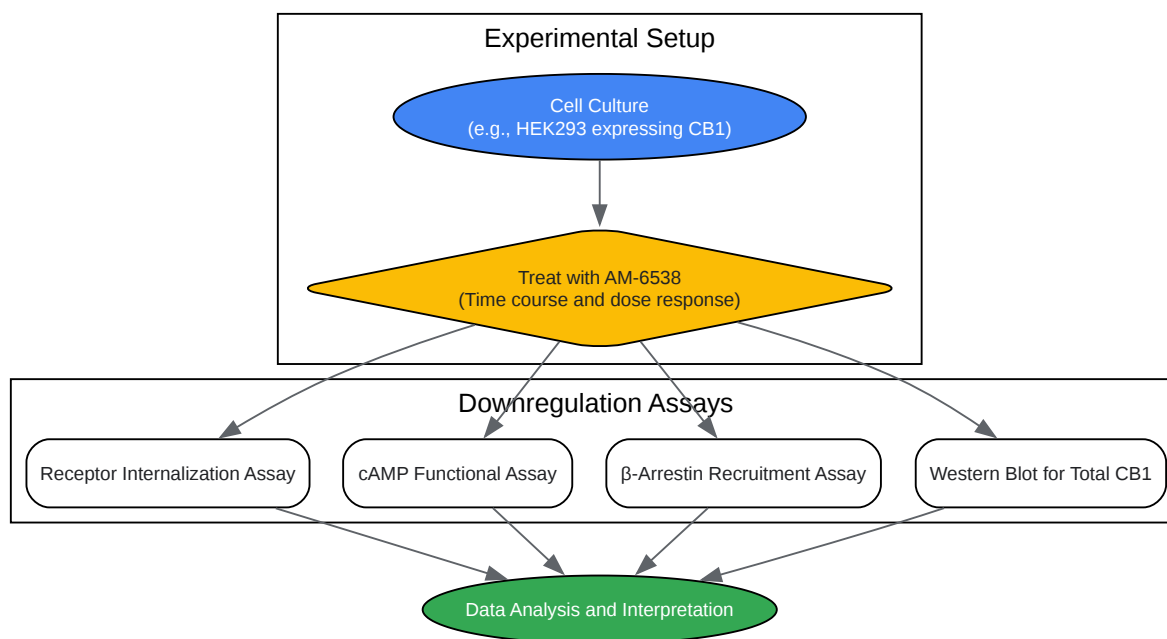 Experimental Setup
Cell Culture
(e.g., HEK293 expressing CB1)
Treat with AM-6538
(Time course and dose response)
Downregulation Assays
Receptor Internalization Assay
cAMP Functional Assay
β-Arrestin Recruitment Assay
Western Blot for Total CB1
Data Analysis and Interpretation